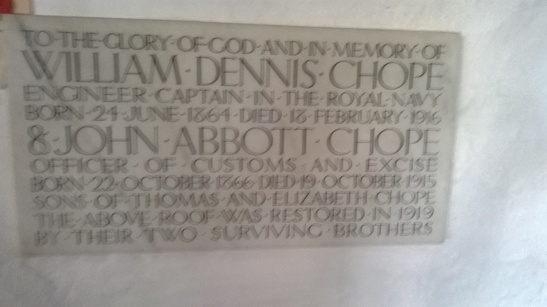 TO·THE·GLORY·OF·GOD·AND·IN·MEMORY·OF
WILLIAM·DENNIS·CHOPE
ENGINEER·CAPTAIN·IN·THE·ROYAL·NAVY
BORN·24·JUNE·1864·DIED·18·FEBRUARY·1916
&·JOHN·ABBOTT·CHOPE
OFFICER·OF·CUSTOMS·AND·EXCISE
BORN·22·OCTOBER·1866·DIED·19·OCTOBER·1915
SONS·OF·THOMAS·AND·ELIZABETH·CHOPE
THE·ABOVE·ROOF·WAS·RESTORED·IN·1919
BY·THEIR·TWO·SURVIVING·BROTHERS